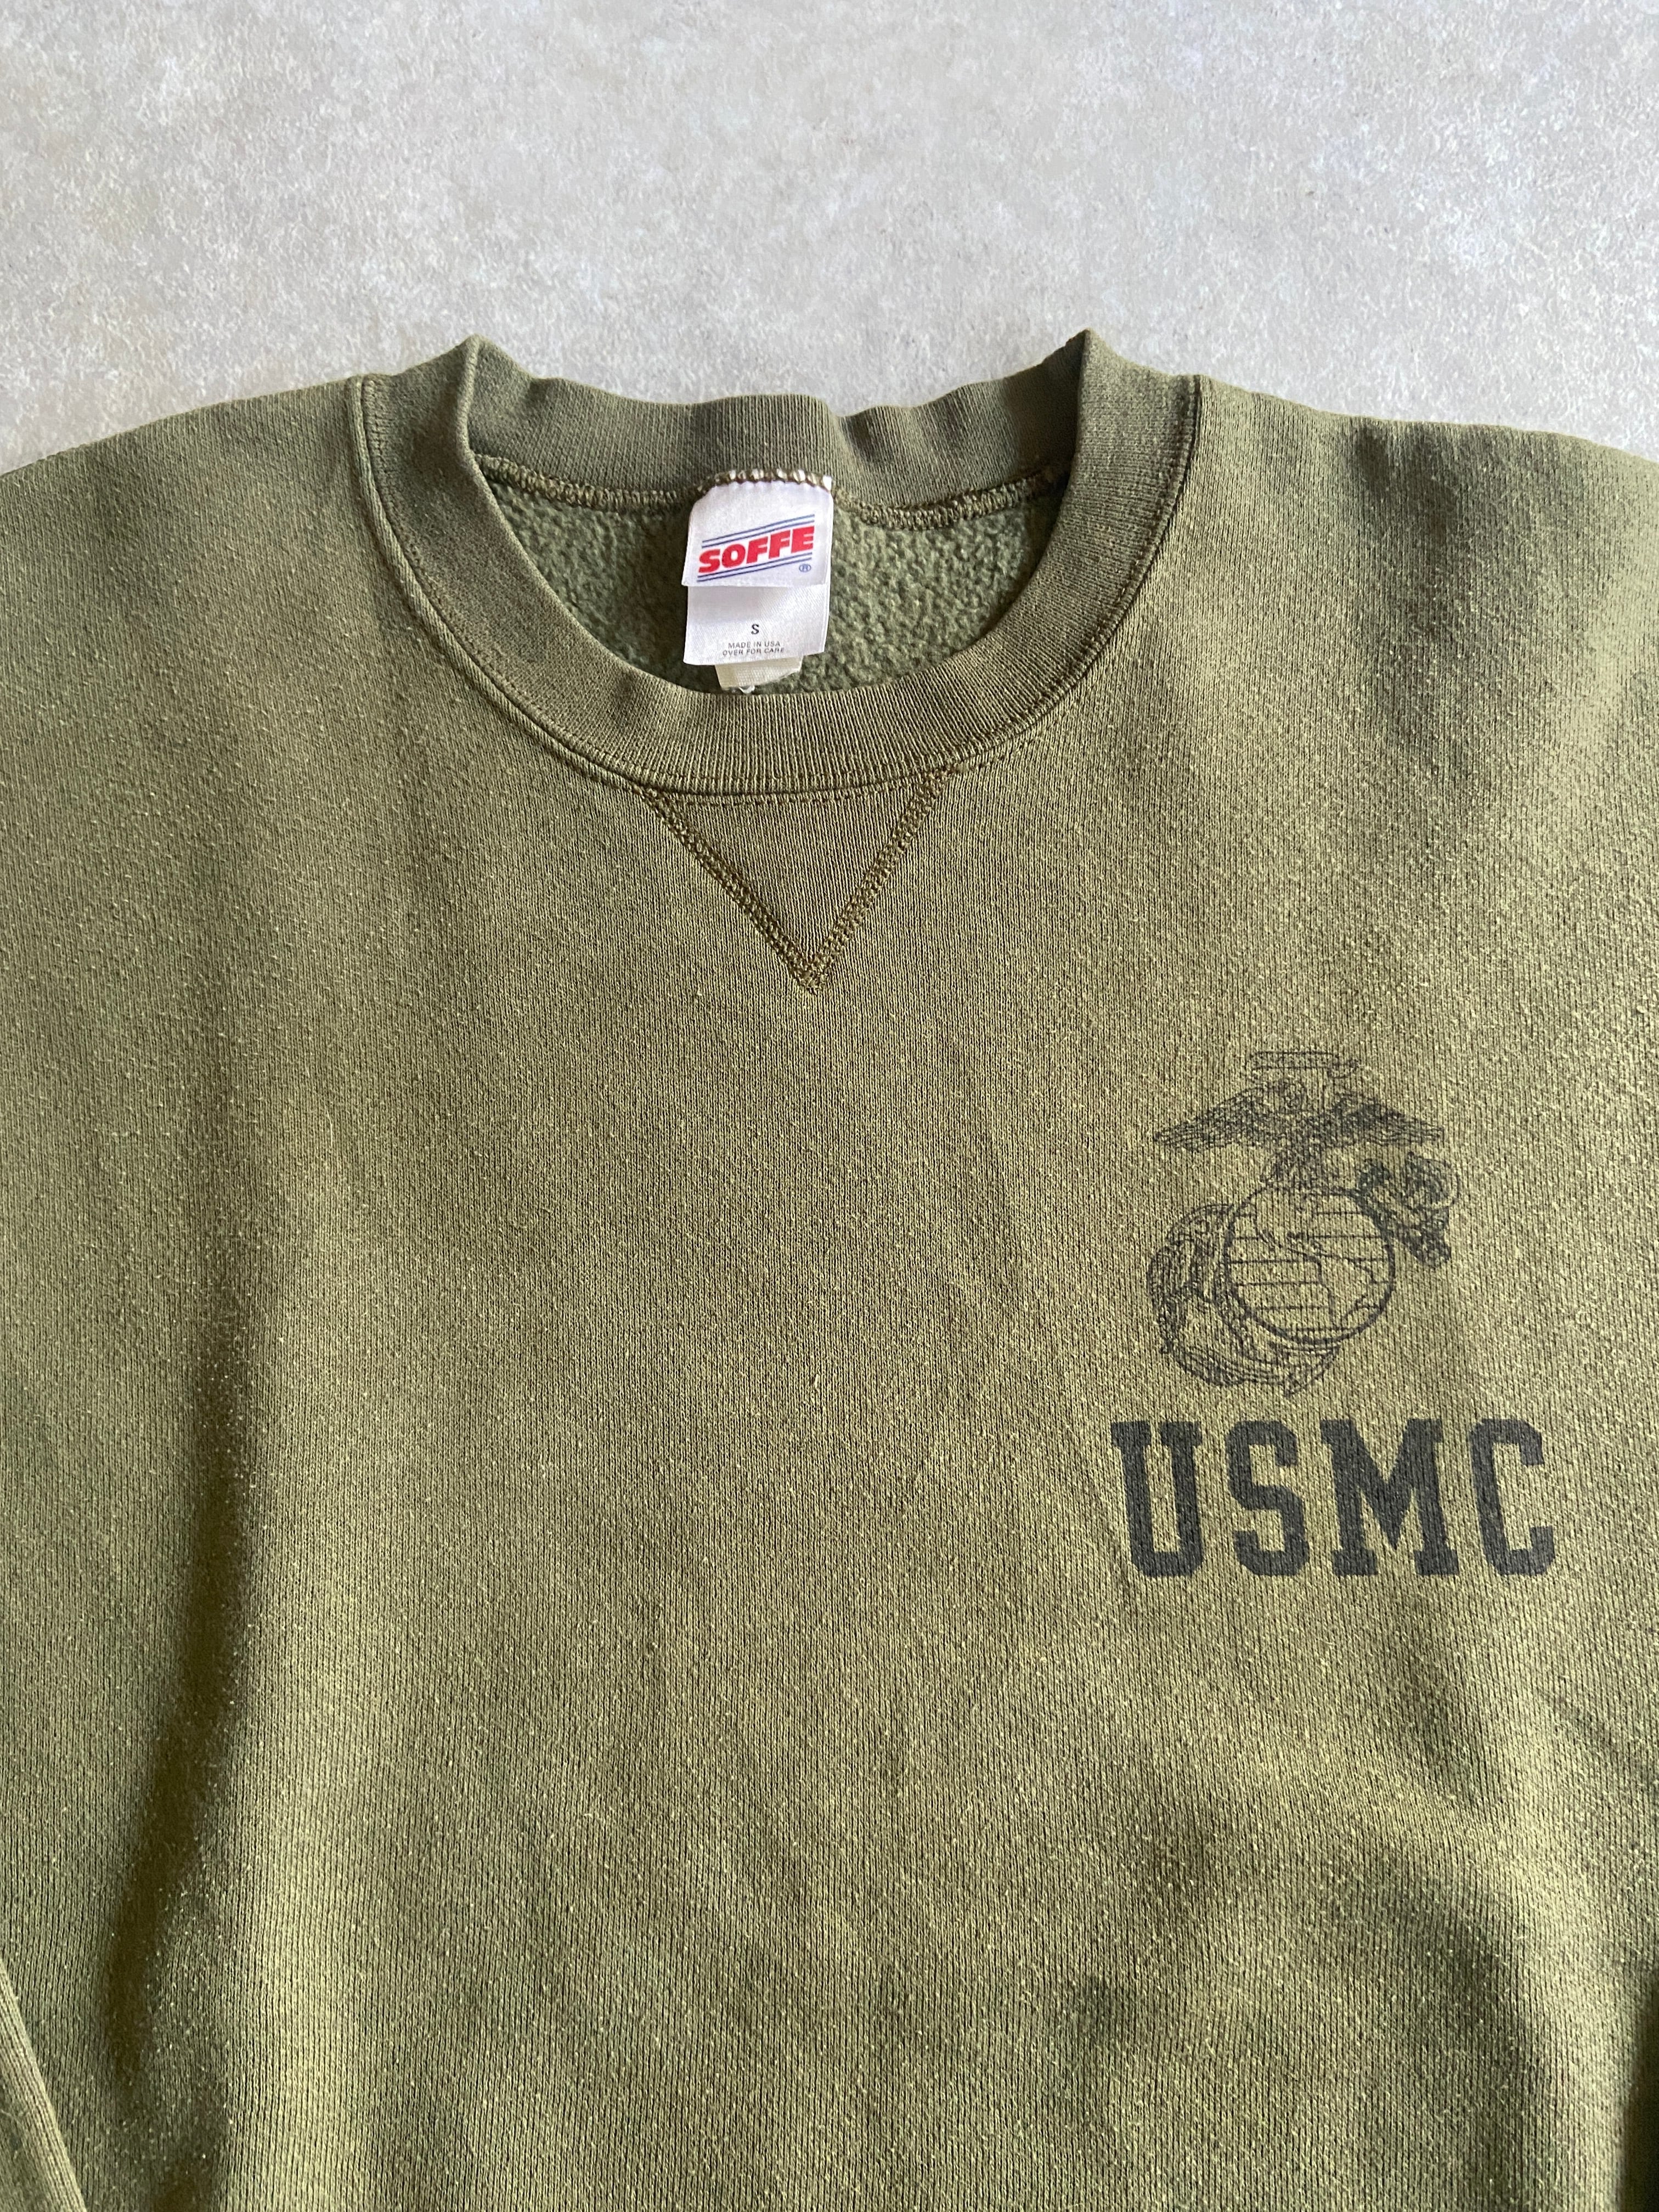 SOFFE
®
S
MADE IN USA
OVER FOR CARE
USMC